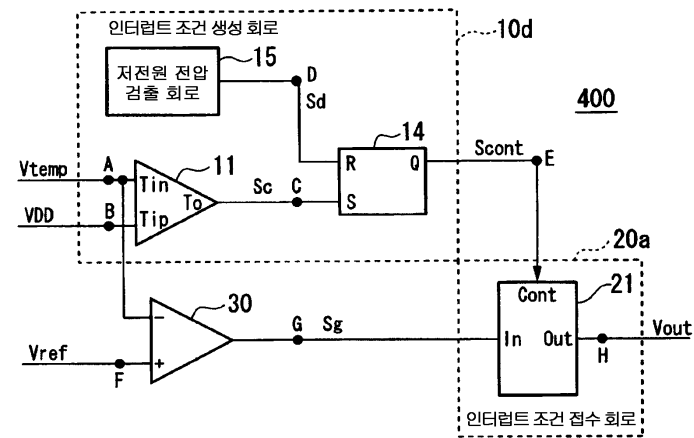 인터럽트 조건 생성 회로
10d
15
저전원 전압
검출 회로
D
Sd
400
14
R Q
S
Scont
E
Vtemp A
11
Tin
To
Sc C
VDD B
Tip
20a
Cont
21
30
−
G Sg
In Out
H
Vout
Vref
F
+
인터럽트 조건 접수 회로